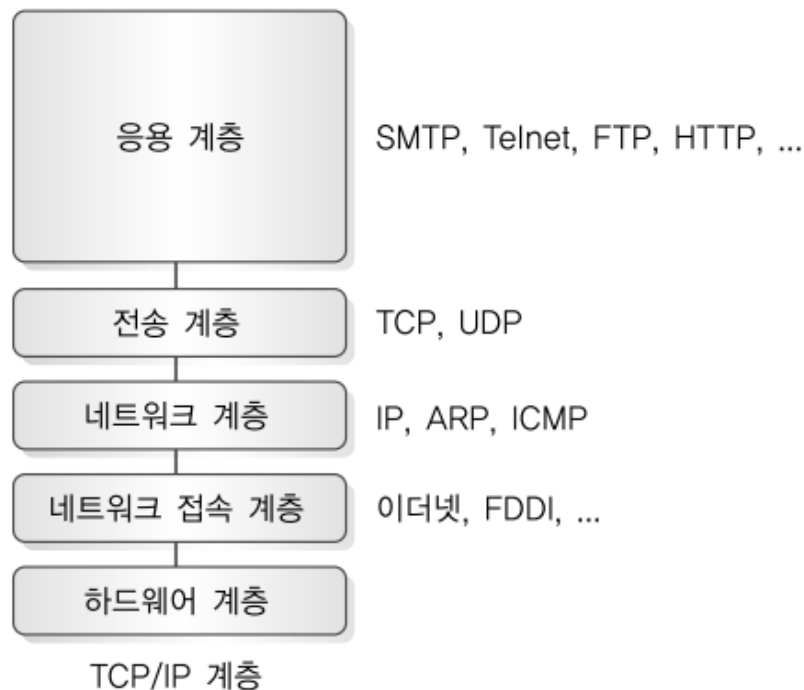 응용 계층
SMTP, Telnet, FTP, HTTP, ...
전송 계층
TCP, UDP
네트워크 계층
IP, ARP, ICMP
네트워크 접속 계층
이더넷, FDDI, ...
하드웨어 계층
TCP/IP 계층